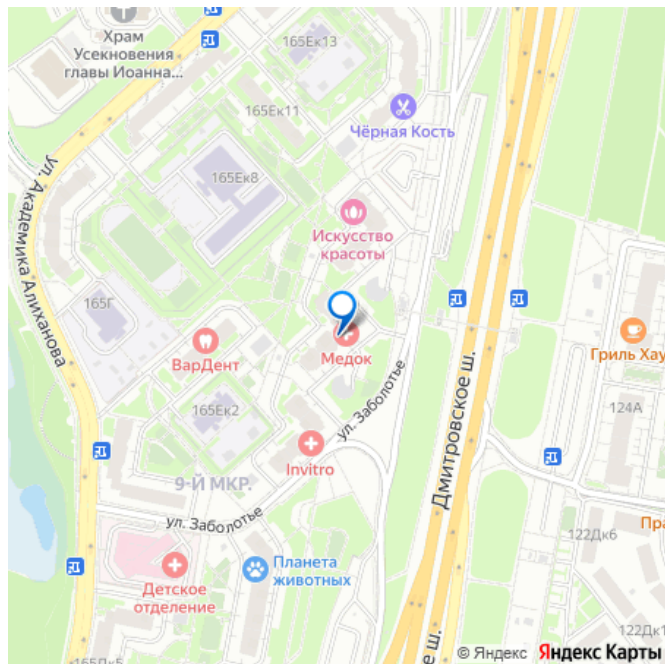 Храм
Усекновения
главы Иоанна...
165Ек13
165Ек11
Чёрная Кость
ул. Академика Алиханова
165Ек8
Искусство
красоты
165Г
ВарДент
Медок
Гриль Хау
Дмитровское ш.
124А
165Ек2
ул. Заболотье
Invitro
9-Й МКР.
ул. Заболотье
Пра
122Дк6
Планета
животных
Детское
отделение
122Дк1
165Дк5
е ш.
© Яндекс Яндекс Карты